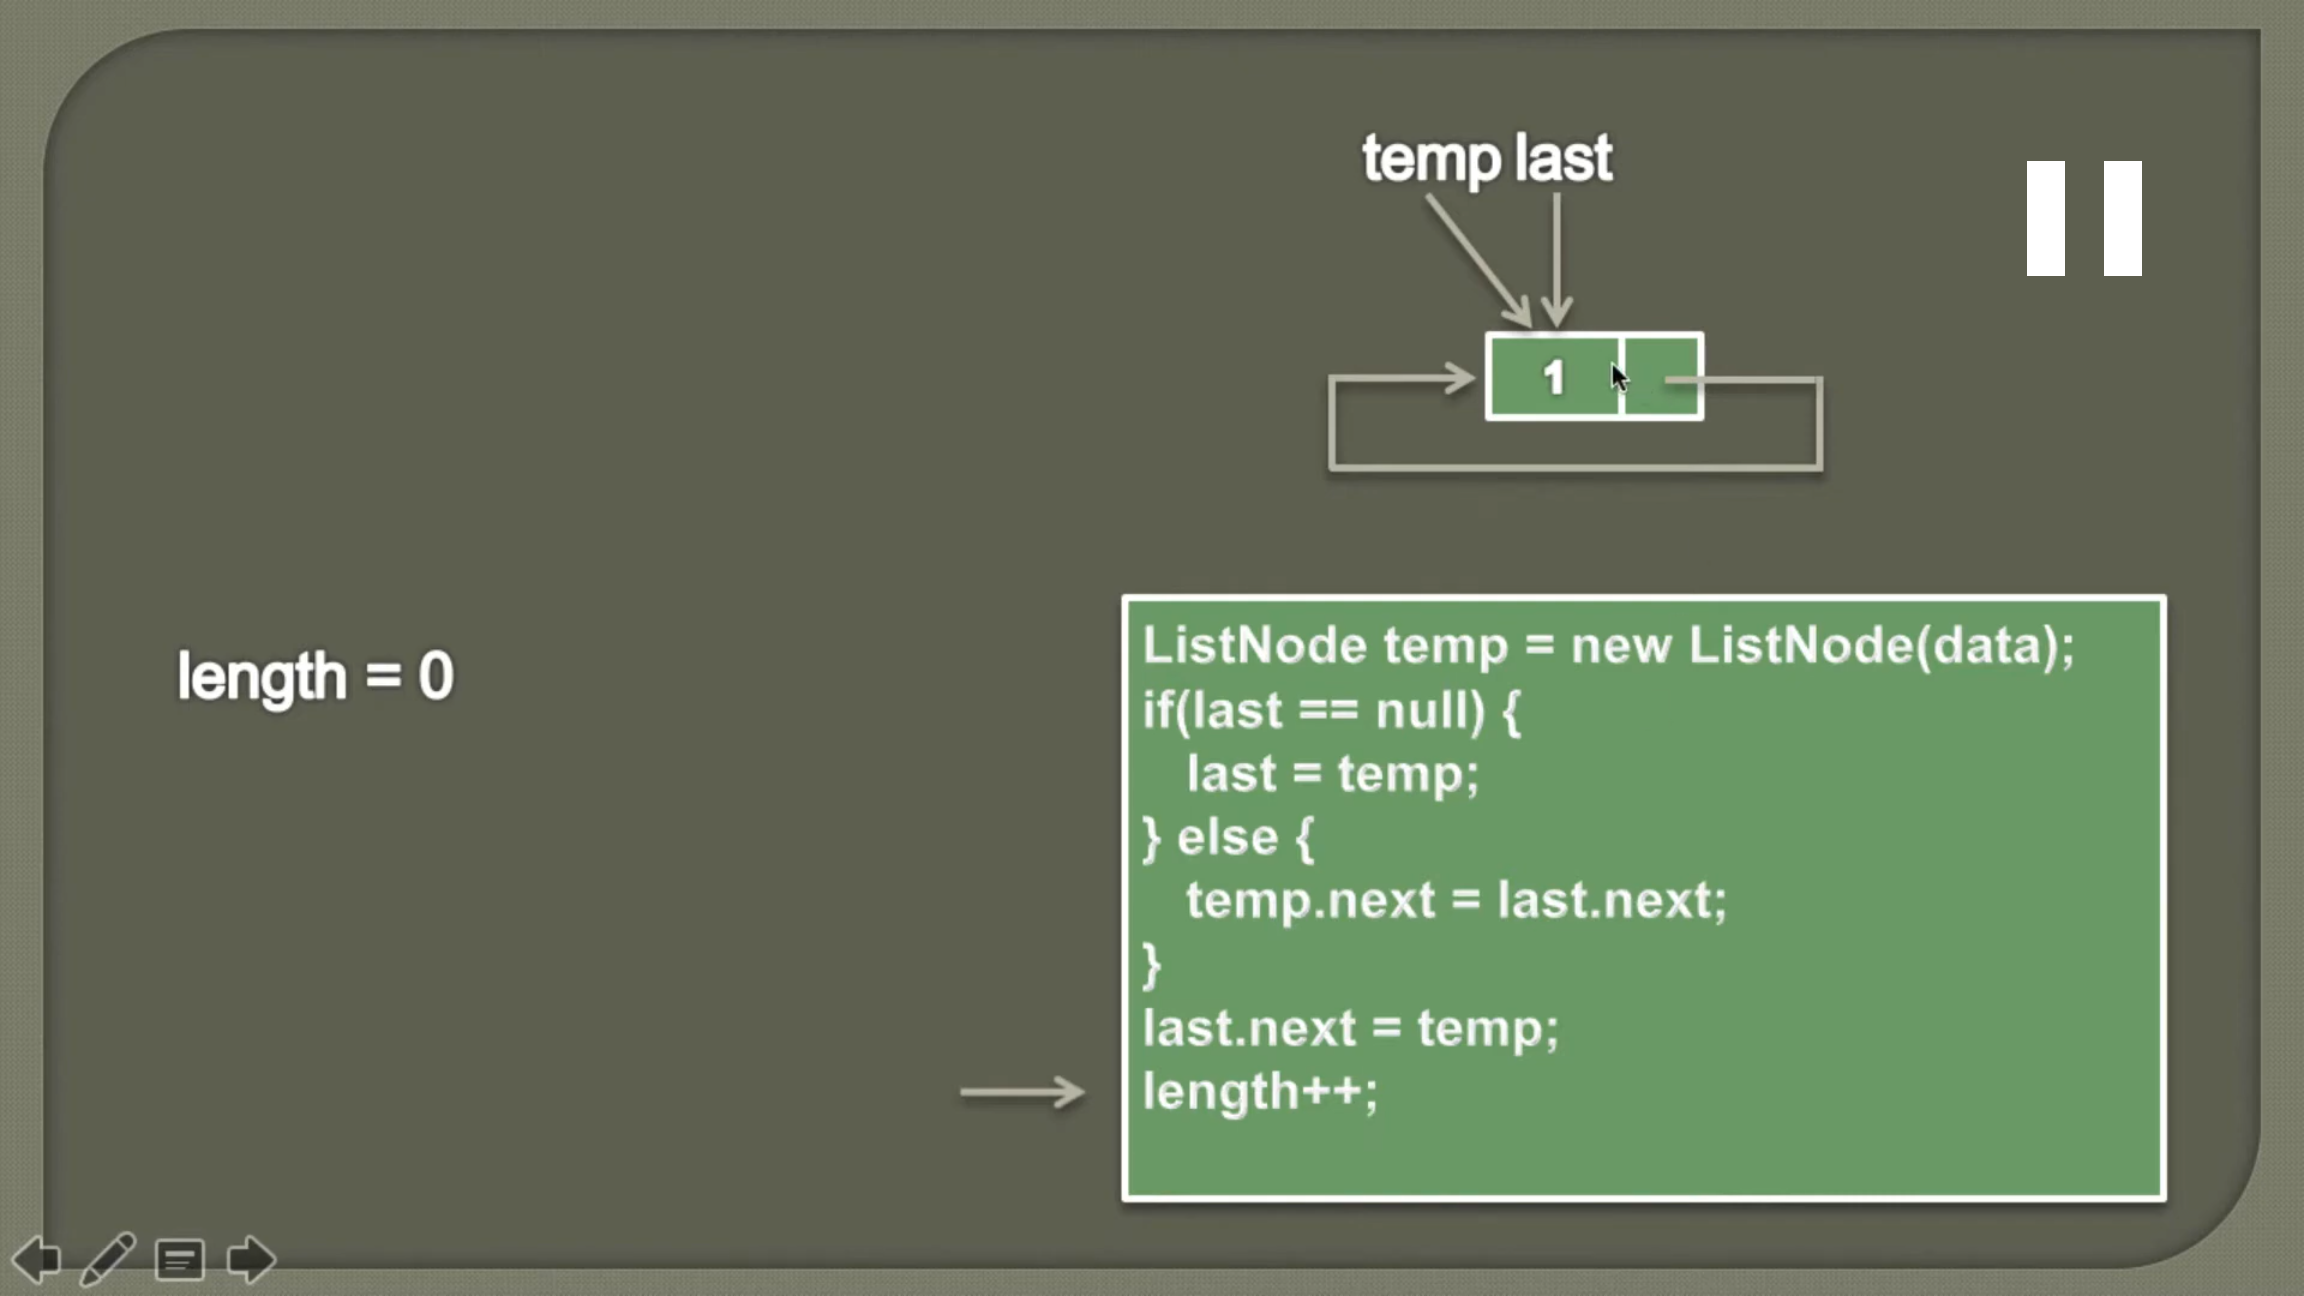 temp last
1
length = 0
ListNode temp = new ListNode(data);
if(last == null) {
last = temp;
} else {
temp.next = last.next;
}
last.next = temp;
length++;